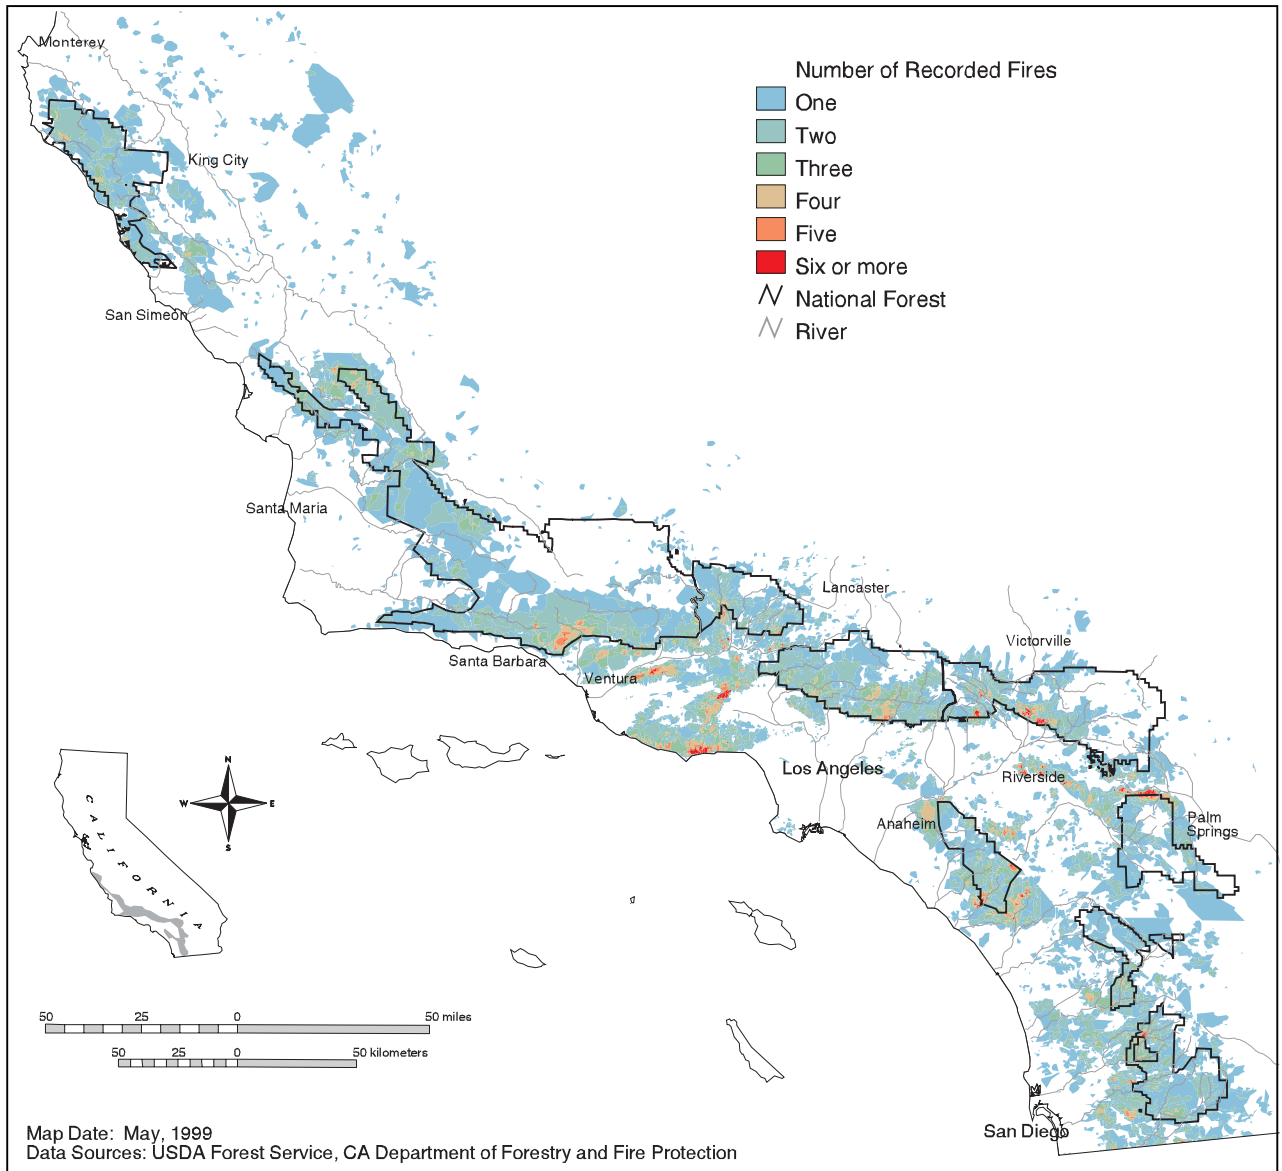 Monterey
King City
San Simeon
Santa Maria
Santa Barbara
Ventura
Lancaster
Victorville
Los Angeles
Riverside
Anaheim
Palm
Springs
San Diego
Number of Recorded Fires
One
Two
Three
Four
Five
Six or more
National Forest
River
CALIFORNIA
N
W
E
S
50 25 0 50 miles
50 25 0 50 kilometers
Map Date: May, 1999
Data Sources: USDA Forest Service, CA Department of Forestry and Fire Protection